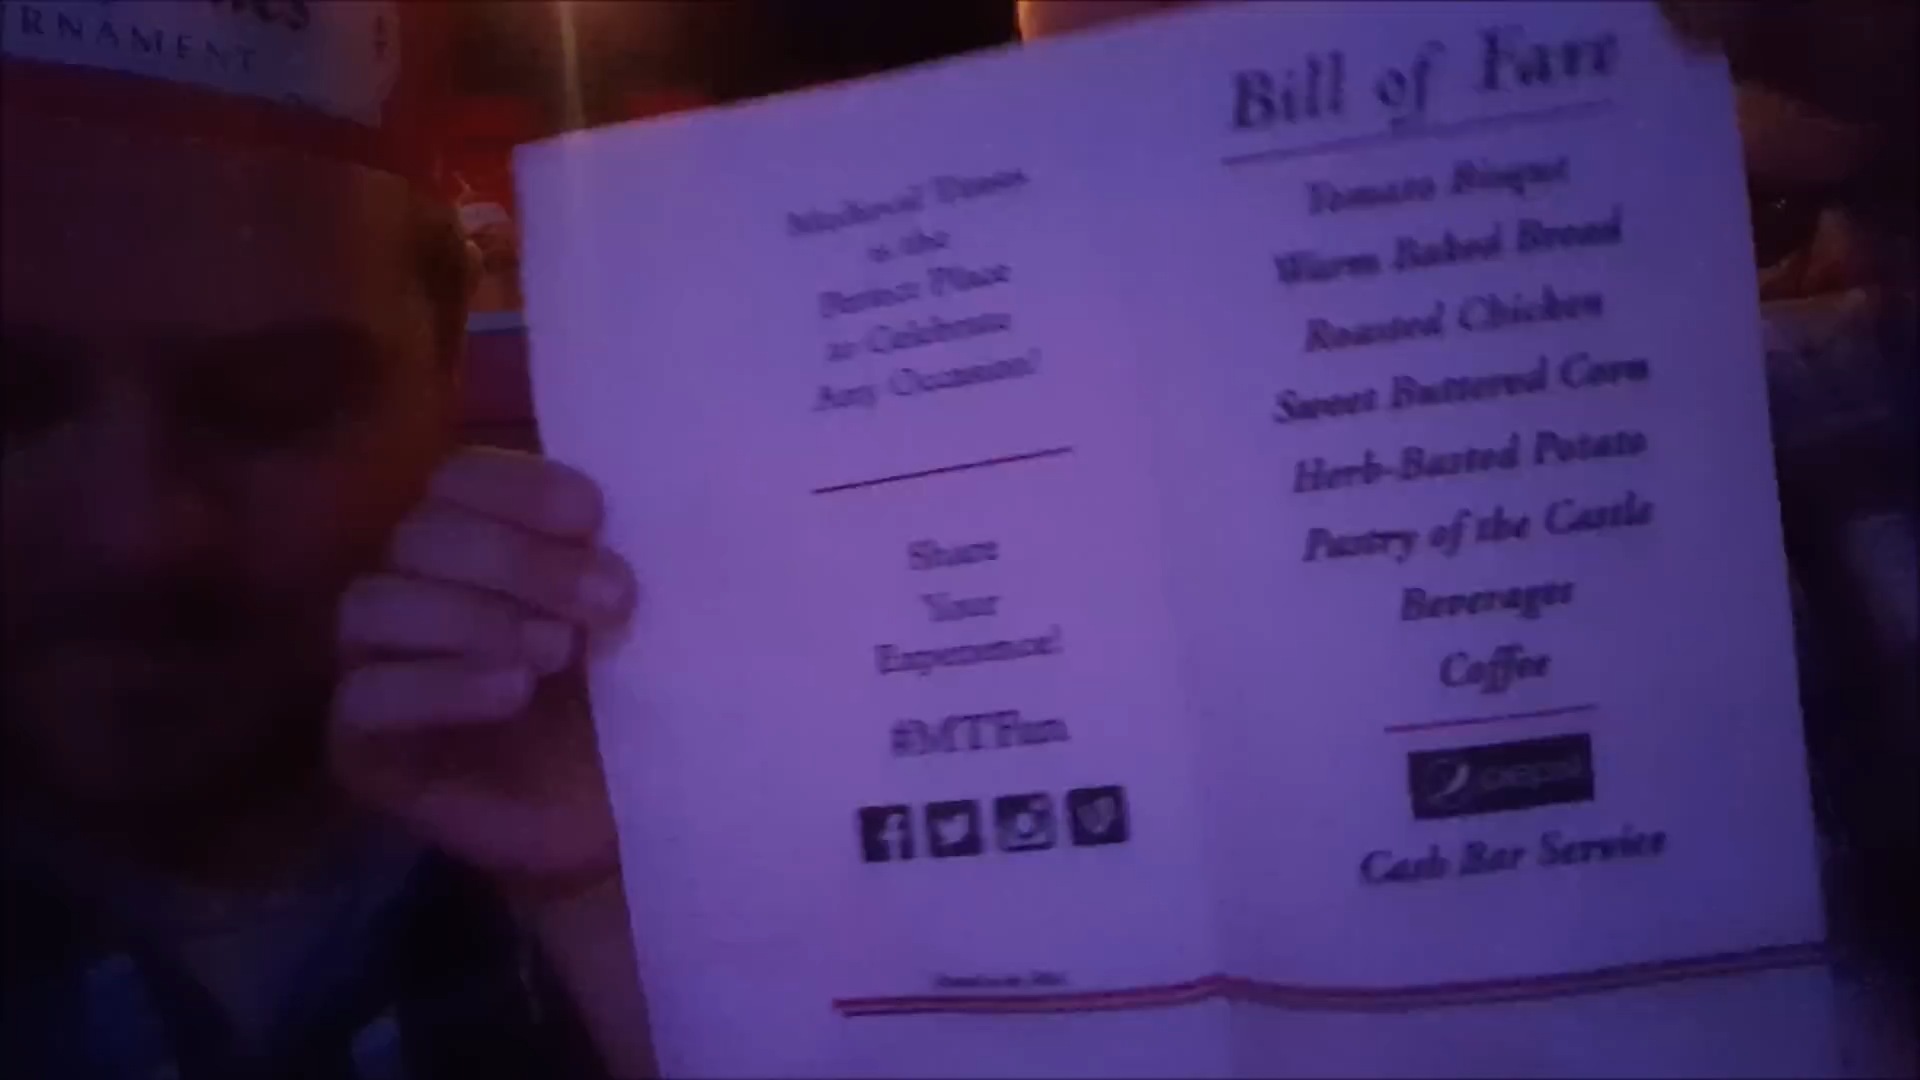 RNAMENT
Medieval Times
is the
Perfect Place
to Celebrate
Any Occasion!
Share
Your
Experience!
#MTFun
Bill of Fare
Tomato Bisque
Warm Baked Bread
Roasted Chicken
Sweet Buttered Corn
Herb-Basted Potato
Pastry of the Castle
Beverages
Coffee
pepsi
Cash Bar Service